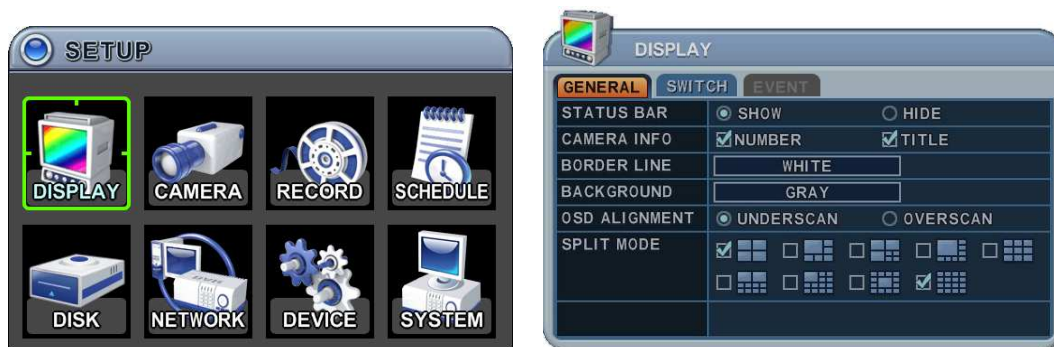 SETUP
DISPLAY CAMERA RECORD SCHEDULE
DISK NETWORK DEVICE SYSTEM
DISPLAY
GENERAL SWITCH EVENT
STATUS BAR SHOW HIDE
CAMERA INFO NUMBER TITLE
BORDER LINE WHITE
BACKGROUND GRAY
OSD ALIGNMENT UNDERSCAN OVERSCAN
SPLIT MODE